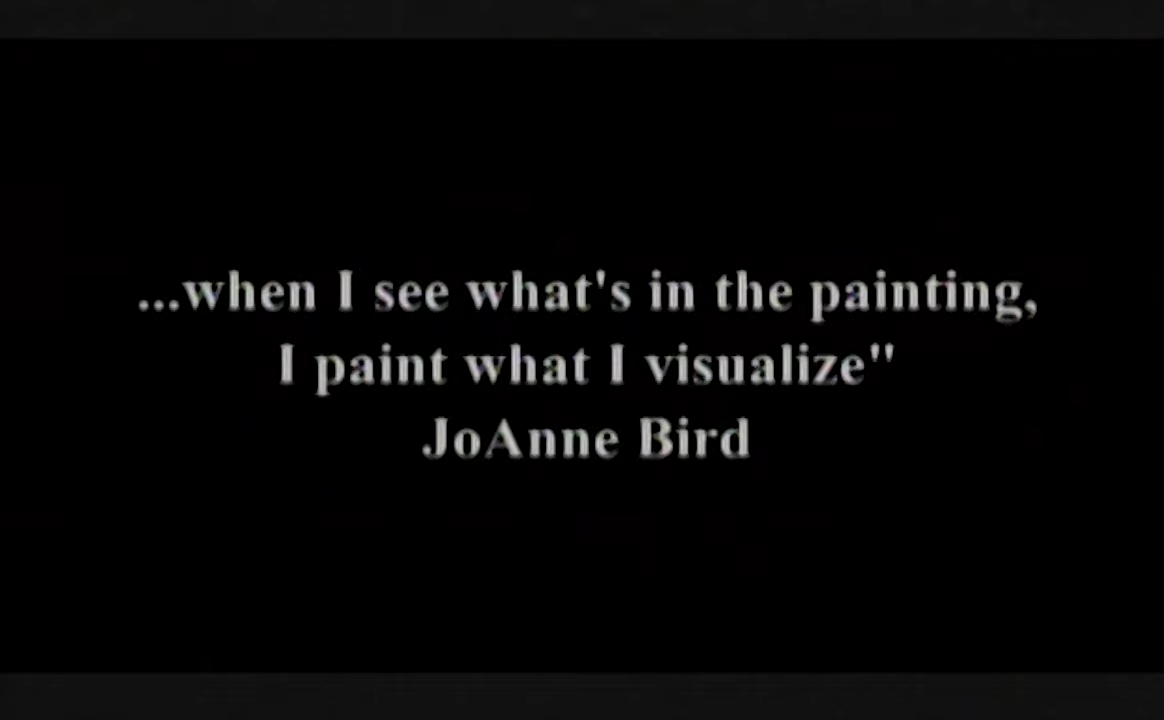 ...when I see what's in the painting,
I paint what I visualize"
JoAnne Bird